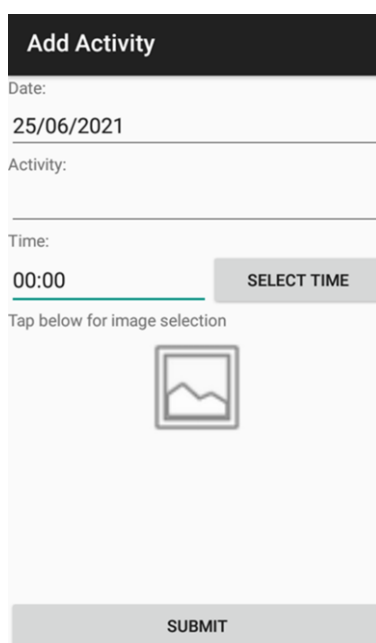 Add Activity
Date:
25/06/2021
Activity:
Time:
00:00 SELECT TIME
Tap below for image selection
SUBMIT